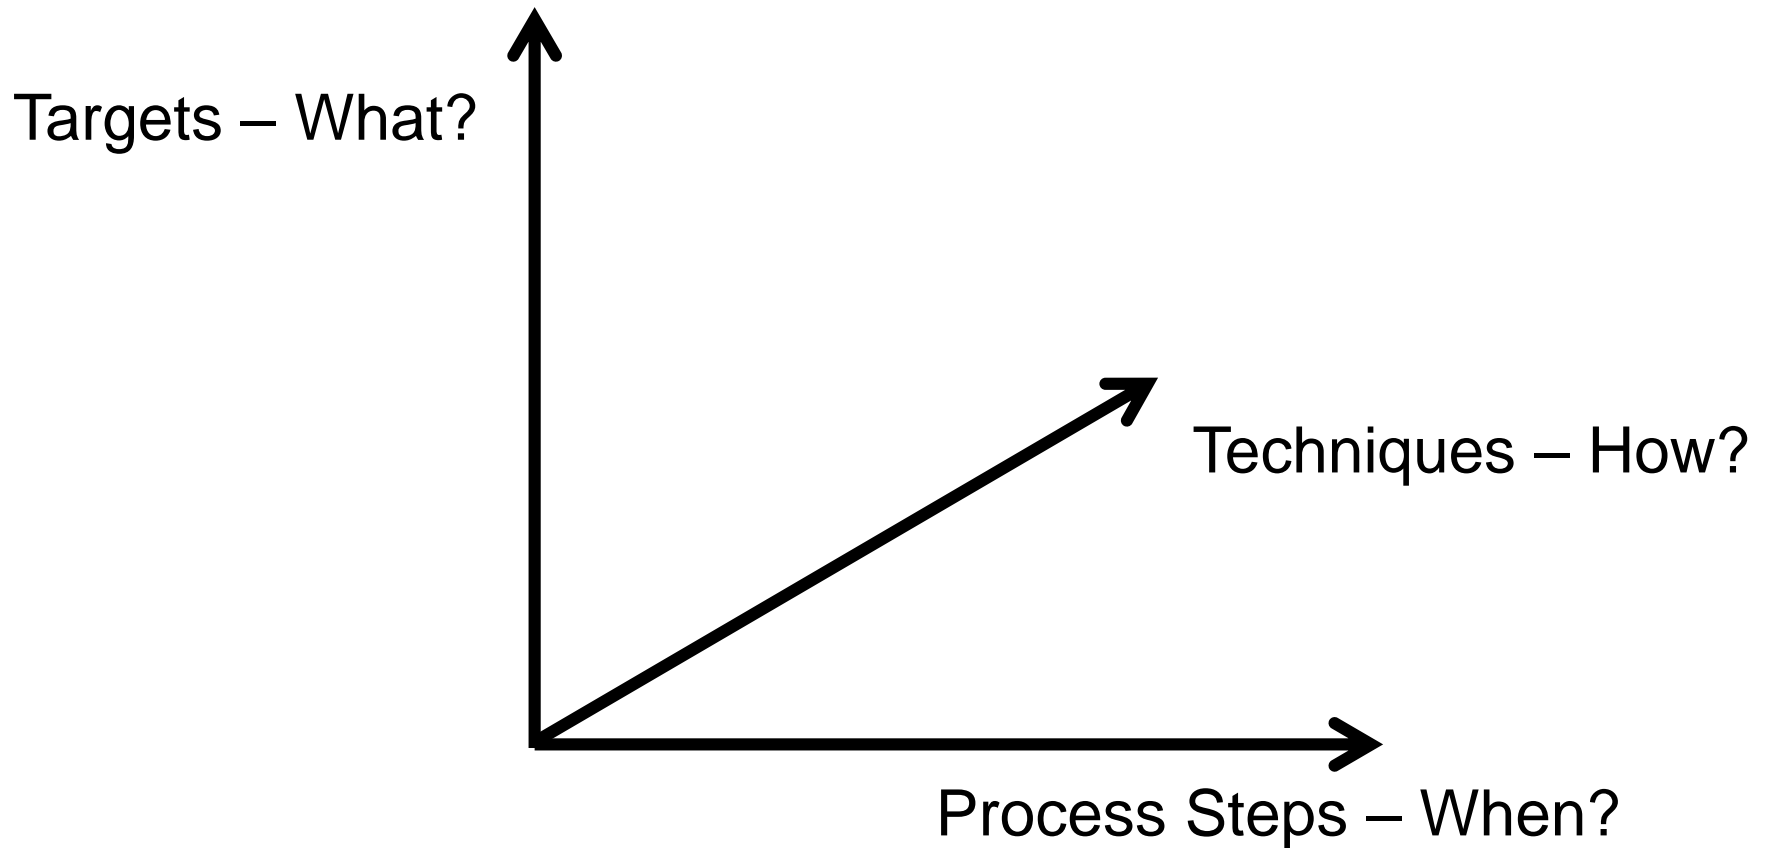 Targets – What?
Techniques – How?
Process Steps – When?